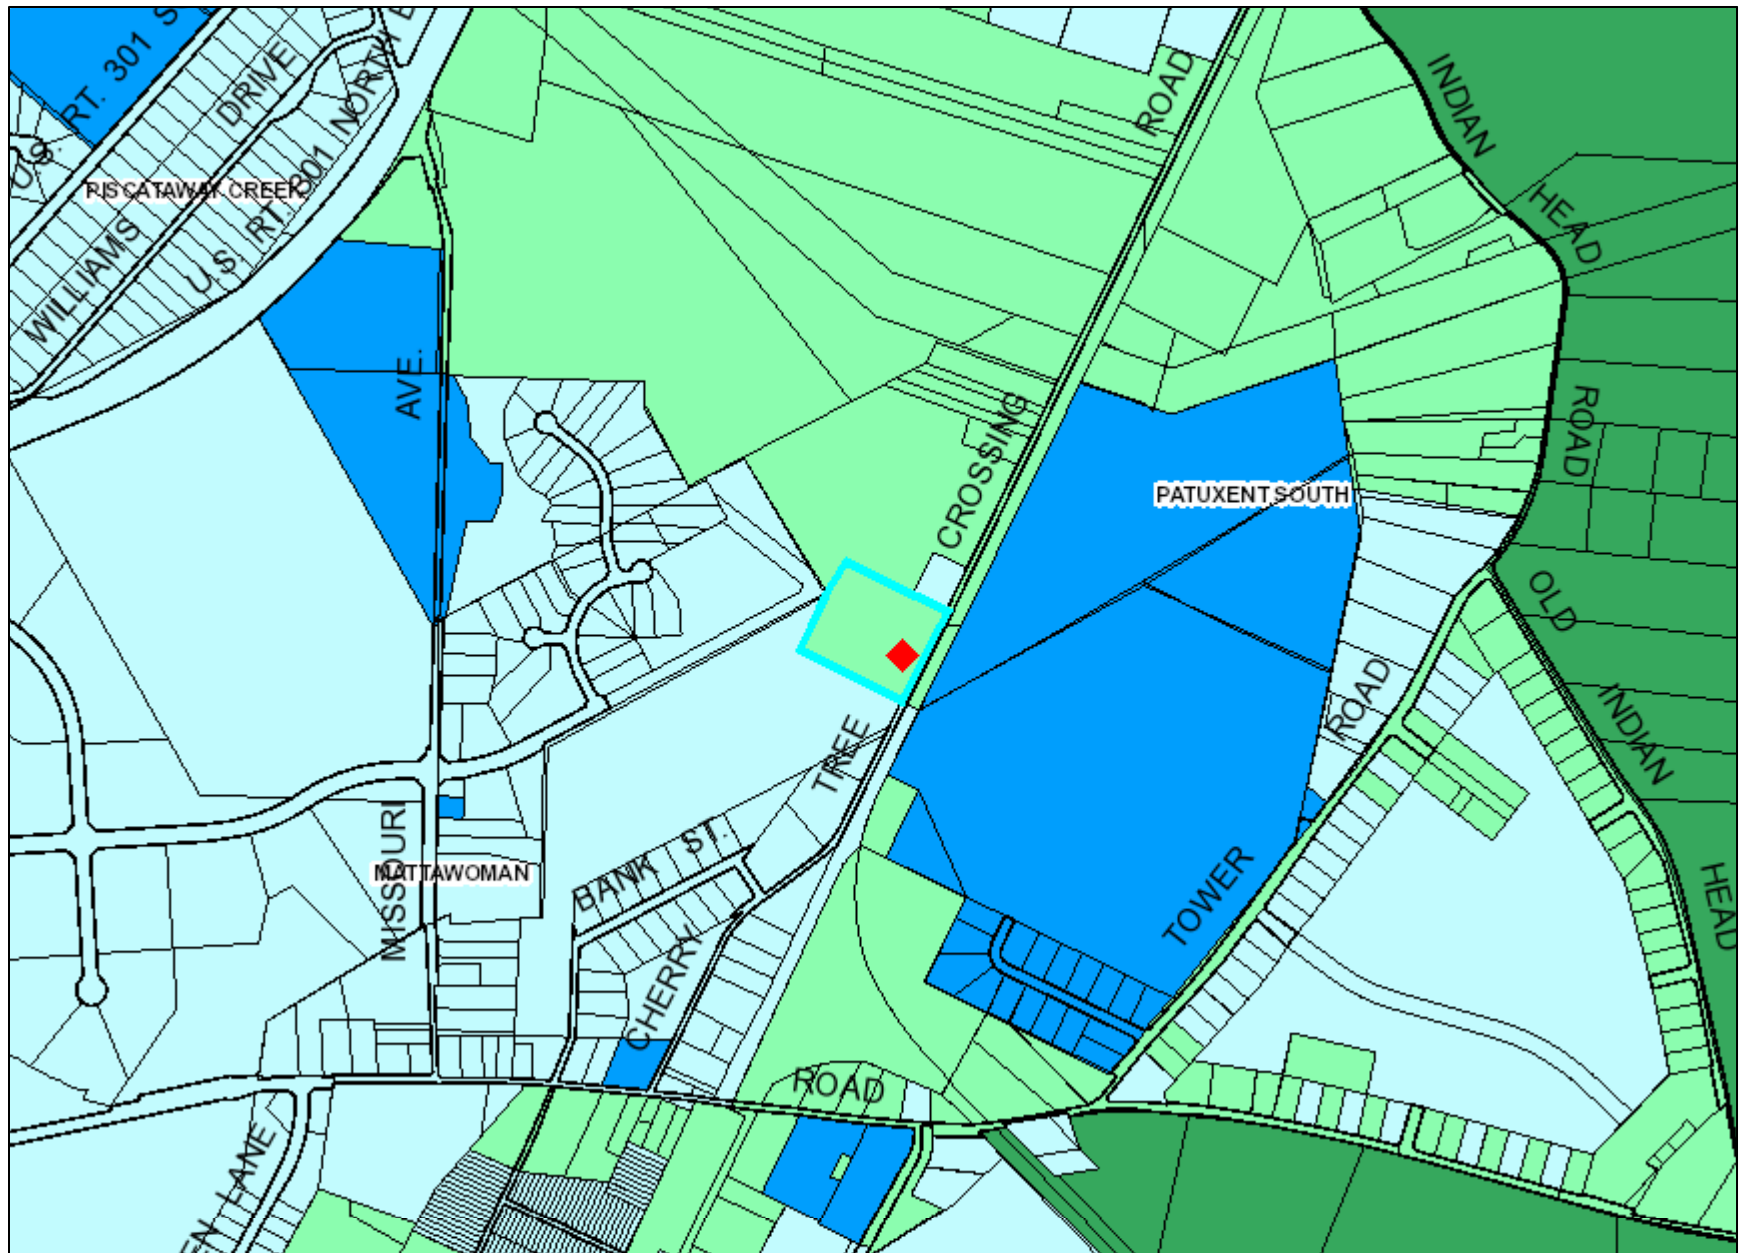 U.S. RT. 301 S
WILLIAMS DRIVE
U.S. RT. 301 NORTH B
PISCATAWAY CREEK
AVE.
MISSOURI
MATTAWOMAN
BANK ST.
CHERRY
TREE
CROSSING
ROAD
INDIAN
HEAD
ROAD
PATUXENT SOUTH
OLD
INDIAN
HEAD
TOWER
ROAD
ROAD
EN LANE